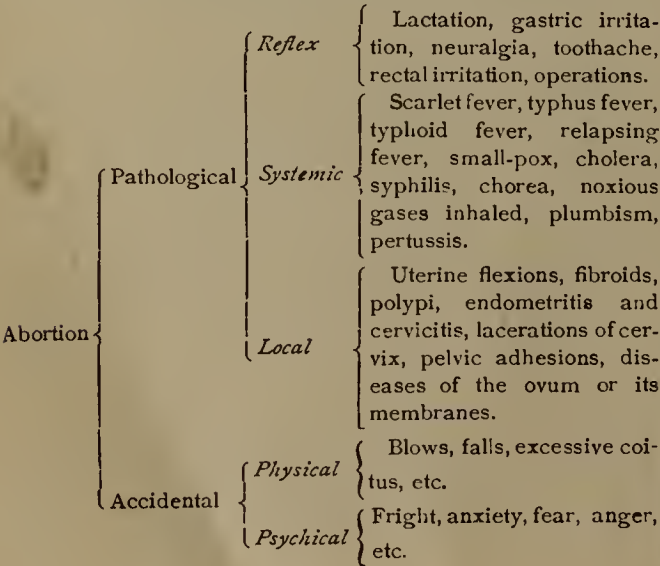 Abortion
Pathological
Reflex
Lactation, gastric irrita-
tion, neuralgia, toothache,
rectal irritation, operations.
Systemic
Scarlet fever, typhus fever,
typhoid fever, relapsing
fever, small-pox, cholera,
syphilis, chorea, noxious
gases inhaled, plumbism,
pertussis.
Local
Uterine flexions, fibroids,
polypi, endometritis and
cervicitis, lacerations of cer-
vix, pelvic adhesions, dis-
eases of the ovum or its
membranes.
Accidental
Physical
Blows, falls, excessive coi-
tus, etc.
Psychical
Fright, anxiety, fear, anger,
etc.